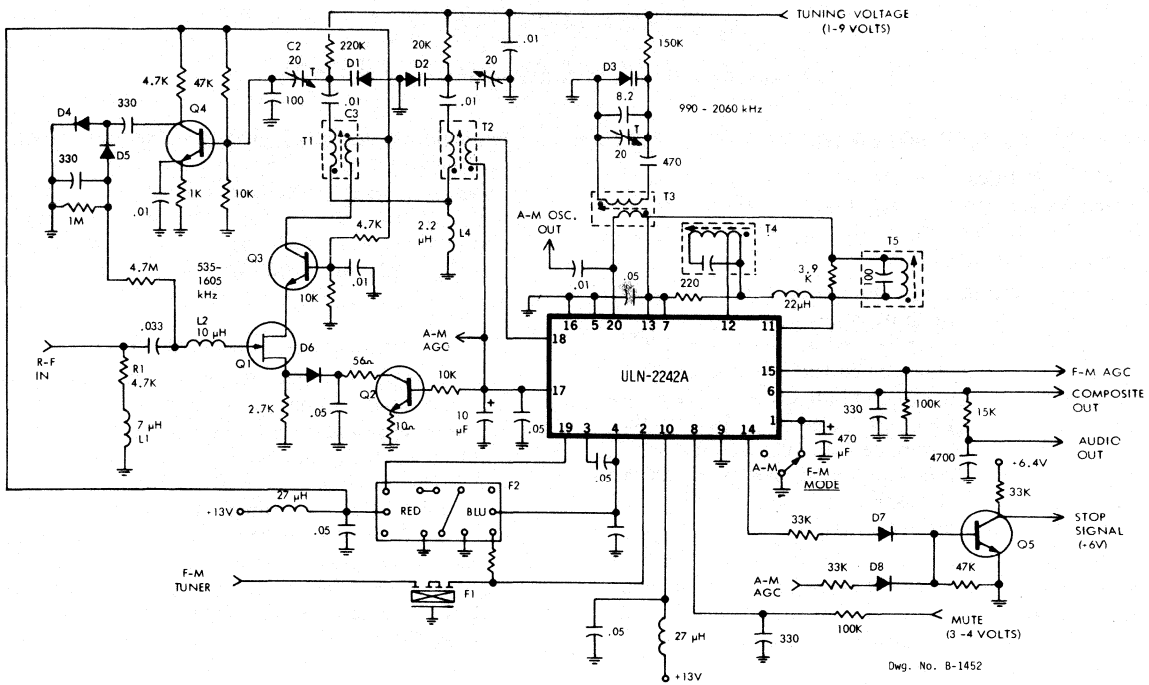 TUNING VOLTAGE
(1-9 VOLTS)
C2
20
T
220K
D1
20K
D2
T
20
.01
150K
4.7K
47K
D3
8.2
990 - 2060 kHz
T
20
470
D4
330
Q4
100
.01
C3
.01
T1
T2
330
D5
1K
10K
.01
1M
T3
4.7K
2.2
μH
L4
A-M OSC.
OUT
T4
T5
Q3
4.7M
535-
1605
kHz
10K
.01
.01
.05
220
22μH
3.9
K
100
16
5
20
13
7
12
11
.033
L2
10 μH
R-F
IN
R1
4.7K
Q1
D6
A-M
AGC
18
ULN-2242A
15
F-M AGC
56Ω
Q2
10K
17
6
COMPOSITE
OUT
330
100K
15K
7 μH
L1
2.7K
.05
10Ω
10
μF
+
.05
1
+
470
μF
AUDIO
OUT
4700
19
3
4
2
10
8
9
14
A-M
F-M
MODE
+6.4V
.05
33K
27 μH
F2
+13V
RED
BLU
.05
33K
D7
STOP
SIGNAL
(-6V)
Q5
F-M
TUNER
F1
A-M
AGC
33K
D8
47K
.05
27 μH
330
100K
MUTE
(3 -4 VOLTS)
+13V
Dwg. No. B-1452